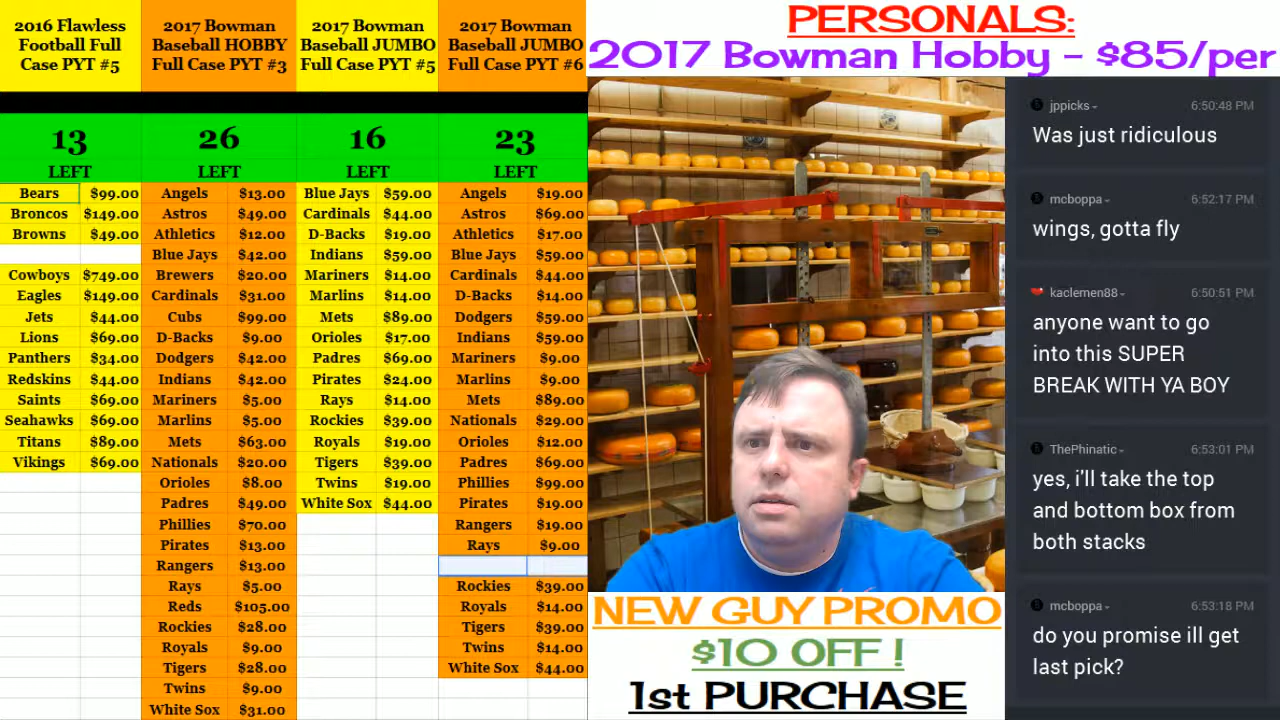 2016 Flawless
Football Full
Case PYT #5
13
LEFT
Bears $99.00
Broncos $149.00
Browns $49.00
Cowboys $749.00
Eagles $149.00
Jets $44.00
Lions $69.00
Panthers $34.00
Redskins $44.00
Saints $69.00
Seahawks $69.00
Titans $89.00
Vikings $69.00
2017 Bowman
Baseball HOBBY
Full Case PYT #3
26
LEFT
Angels $13.00
Astros $49.00
Athletics $12.00
Blue Jays $42.00
Brewers $20.00
Cardinals $31.00
Cubs $99.00
D-Backs $9.00
Dodgers $42.00
Indians $42.00
Mariners $5.00
Marlins $5.00
Mets $63.00
Nationals $20.00
Orioles $8.00
Padres $49.00
Phillies $70.00
Pirates $13.00
Rangers $13.00
Rays $5.00
Reds $105.00
Rockies $28.00
Royals $9.00
Tigers $28.00
Twins $9.00
White Sox $31.00
2017 Bowman
Baseball JUMBO
Full Case PYT #5
16
LEFT
Blue Jays $59.00
Cardinals $44.00
D-Backs $19.00
Indians $59.00
Mariners $14.00
Marlins $14.00
Mets $89.00
Orioles $17.00
Padres $69.00
Pirates $24.00
Rays $14.00
Rockies $39.00
Royals $19.00
Tigers $39.00
Twins $19.00
White Sox $44.00
2017 Bowman
Baseball JUMBO
Full Case PYT #6
23
LEFT
Angels $19.00
Astros $69.00
Athletics $17.00
Blue Jays $59.00
Cardinals $44.00
D-Backs $14.00
Dodgers $59.00
Indians $59.00
Mariners $9.00
Marlins $9.00
Mets $89.00
Nationals $29.00
Orioles $12.00
Padres $69.00
Phillies $99.00
Pirates $19.00
Rangers $19.00
Rays $9.00
Rockies $39.00
Royals $14.00
Tigers $39.00
Twins $14.00
White Sox $44.00
PERSONALS:
2017 Bowman Hobby - $85/per
NEW GUY PROMO
$10 OFF !
1st PURCHASE
jppicks 6:50:48 PM
Was just ridiculous
mcboppa 6:52:17 PM
wings, gotta fly
kaclemen88 6:50:51 PM
anyone want to go
into this SUPER
BREAK WITH YA BOY
ThePhinatic 6:53:01 PM
yes, i'll take the top
and bottom box from
both stacks
mcboppa 6:53:18 PM
do you promise ill get
last pick?